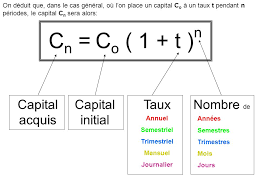 On déduit que, dans le cas général, où l'on place un capital C₀ à un taux t pendant n
périodes, le capital Cₙ sera alors:
Cₙ = C₀ ( 1 + t )ⁿ
Capital acquis
Capital initial
Taux
Annuel
Semestriel
Trimestriel
Mensuel
Journalier
Nombre de
Années
Semestres
Trimestres
Mois
Jours